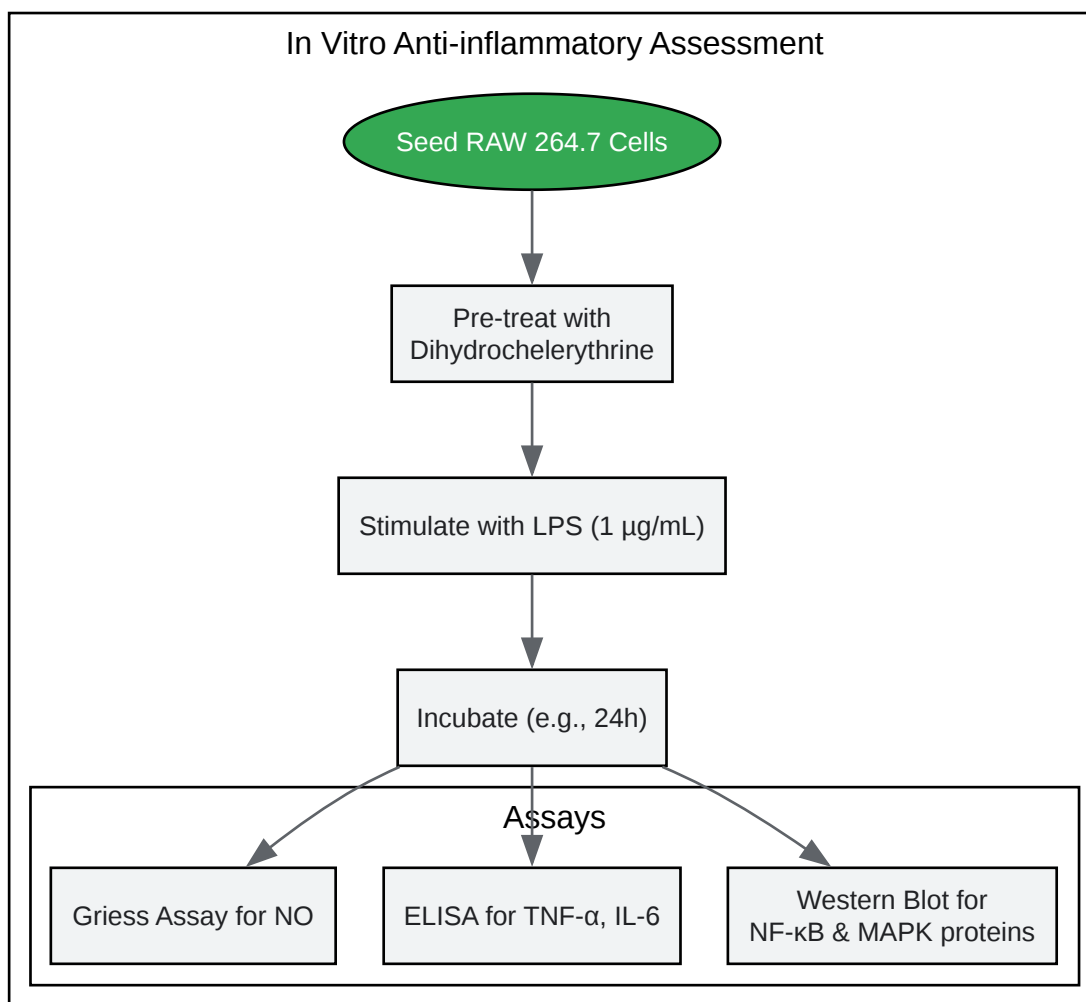 In Vitro Anti-inflammatory Assessment
Seed RAW 264.7 Cells
Pre-treat with
Dihydrochelerythrine
Stimulate with LPS (1 µg/mL)
Incubate (e.g., 24h)
Assays
Griess Assay for NO
ELISA for TNF-α, IL-6
Western Blot for
NF-κB & MAPK proteins